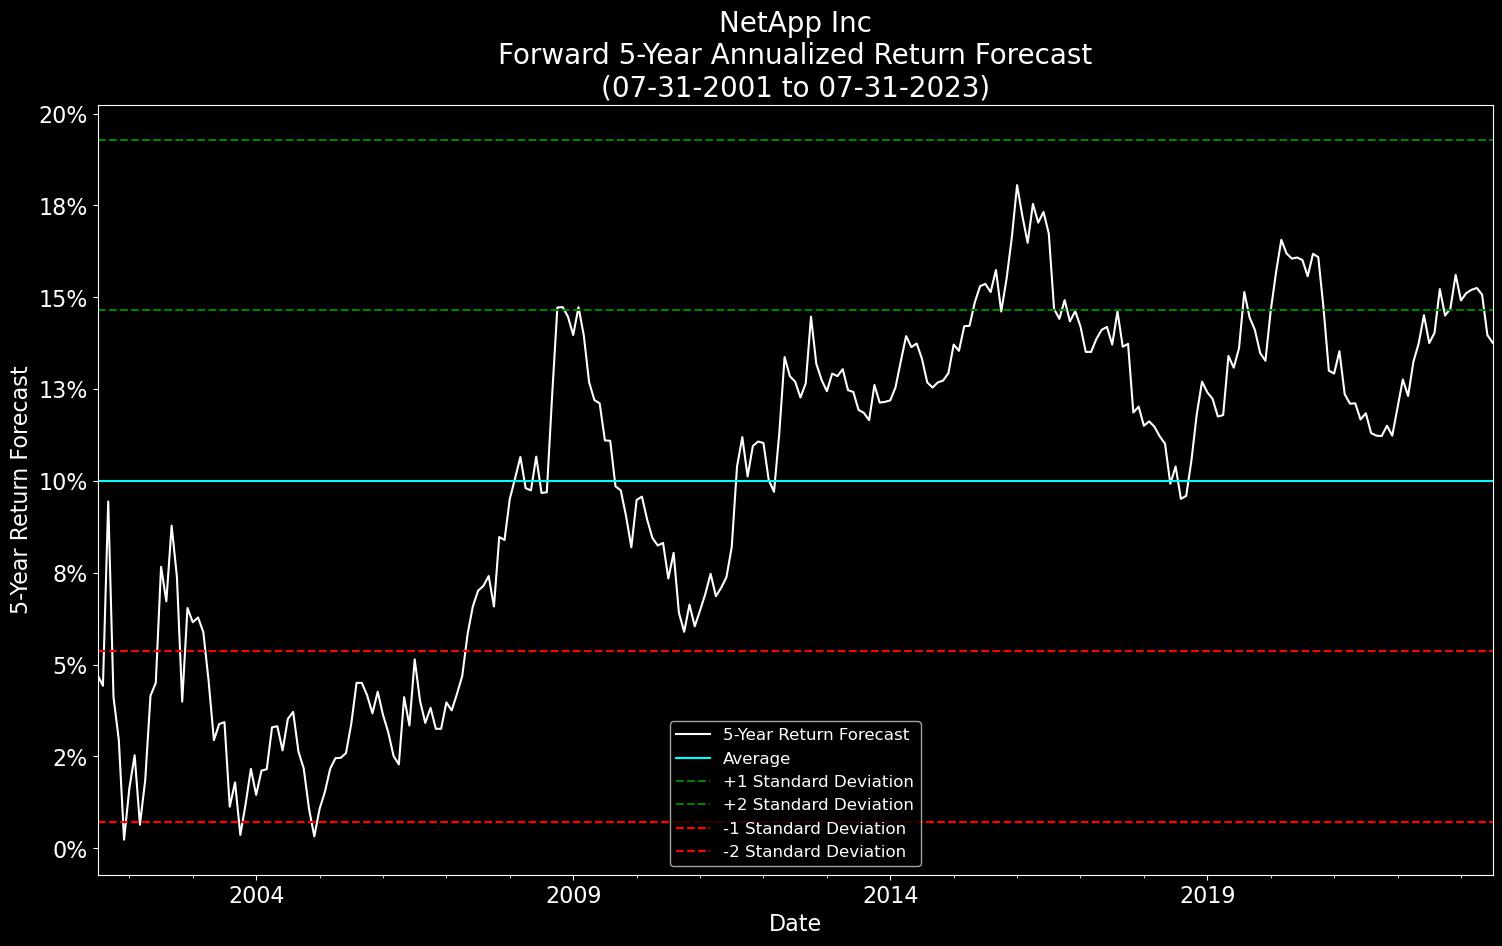 NetApp Inc
Forward 5-Year Annualized Return Forecast
(07-31-2001 to 07-31-2023)
5-Year Return Forecast
20%
18%
15%
13%
10%
8%
5%
2%
0%
5-Year Return Forecast
Average
+1 Standard Deviation
+2 Standard Deviation
-1 Standard Deviation
-2 Standard Deviation
2004 2009 2014 2019
Date